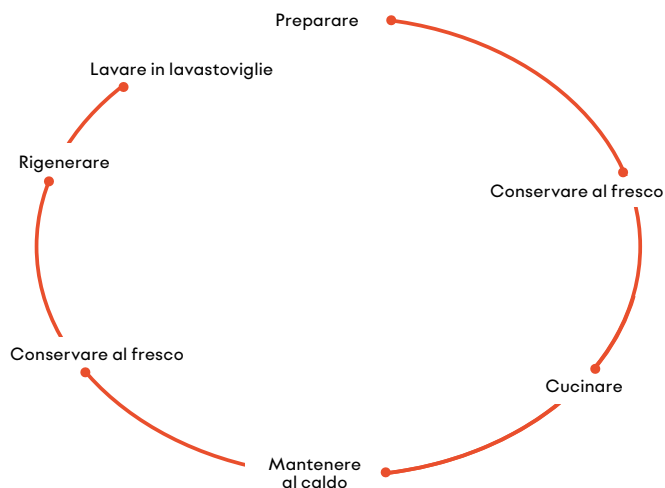 Preparare
Lavare in lavastoviglie
Rigenerare
Conservare al fresco
Conservare al fresco
Cucinare
Mantenere
al caldo